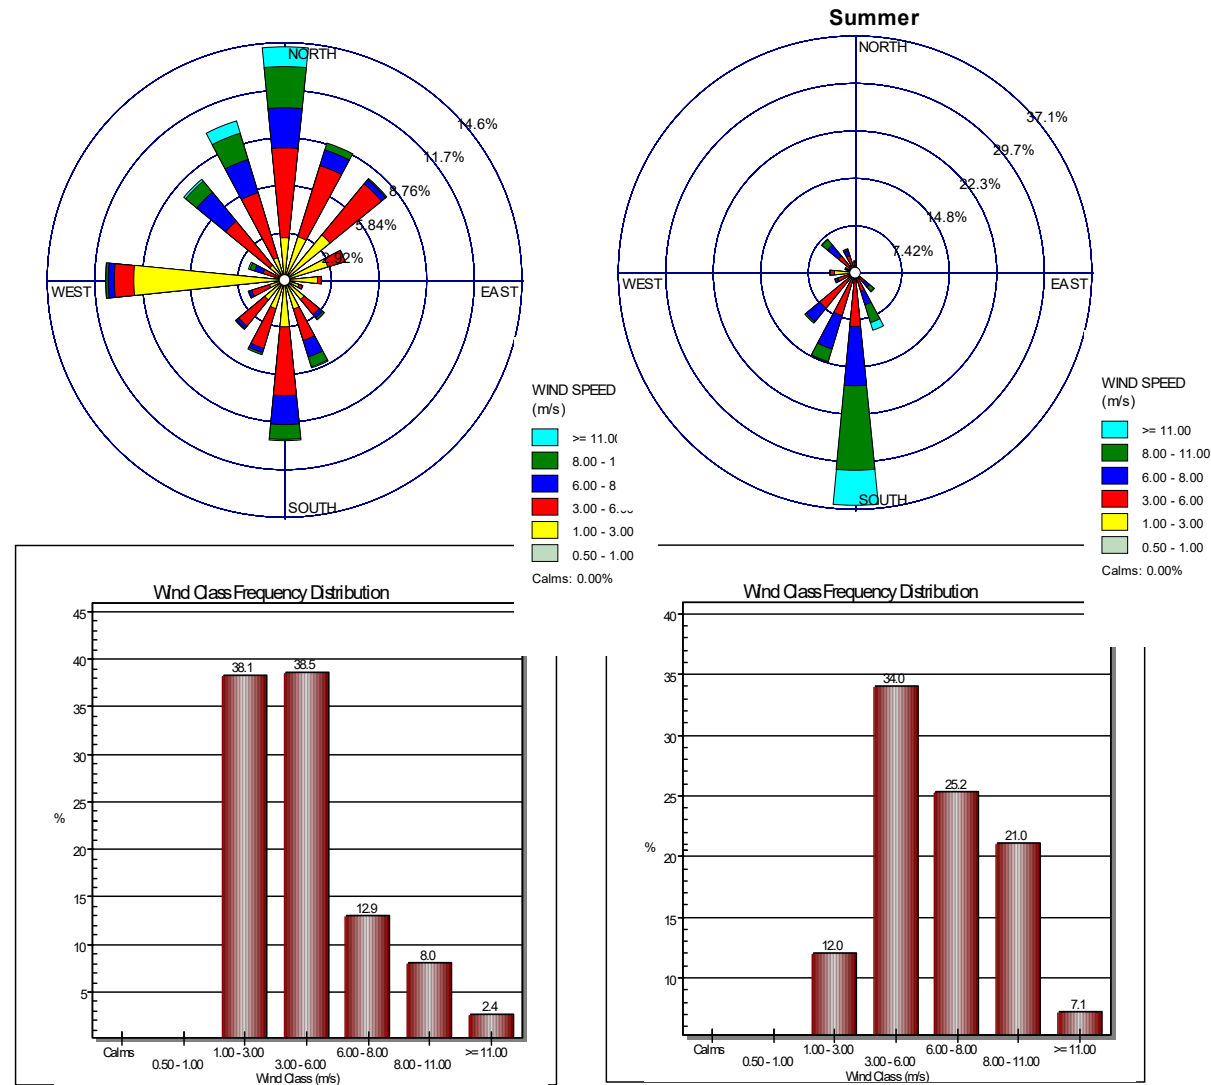 Summer
NORTH
14.6%
11.7%
8.76%
5.84%
2.92%
WEST
EAST
SOUTH
WIND SPEED
(m/s)
>= 11.00
8.00 - 1
6.00 - 8
3.00 - 6.
1.00 - 3.00
0.50 - 1.00
Calms: 0.00%
NORTH
37.1%
29.7%
22.3%
14.8%
7.42%
WEST
EAST
SOUTH
WIND SPEED
(m/s)
>= 11.00
8.00 - 11.00
6.00 - 8.00
3.00 - 6.00
1.00 - 3.00
0.50 - 1.00
Calms: 0.00%
Wind Class Frequency Distribution
45
40
35
30
25
20
15
10
5
%
38.1
38.5
12.9
8.0
2.4
Calms
0.50 - 1.00
1.00 - 3.00
3.00 - 6.00
6.00 - 8.00
8.00 - 11.00
>= 11.00
Wind Class (m/s)
Wind Class Frequency Distribution
40
35
30
25
20
15
10
%
12.0
34.0
25.2
21.0
7.1
Calms
0.50 - 1.00
1.00 - 3.00
3.00 - 6.00
6.00 - 8.00
8.00 - 11.00
>= 11.00
Wind Class (m/s)